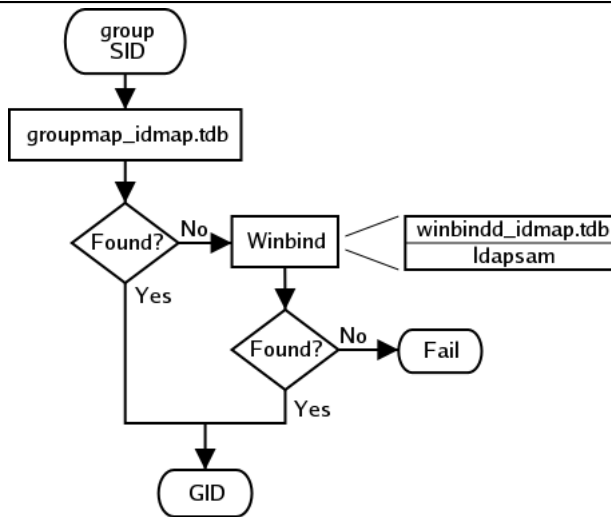 group
SID
groupmap_idmap.tdb
Found?
No
Winbind
winbindd_idmap.tdb
ldapsam
Yes
Found?
No
Fail
Yes
GID